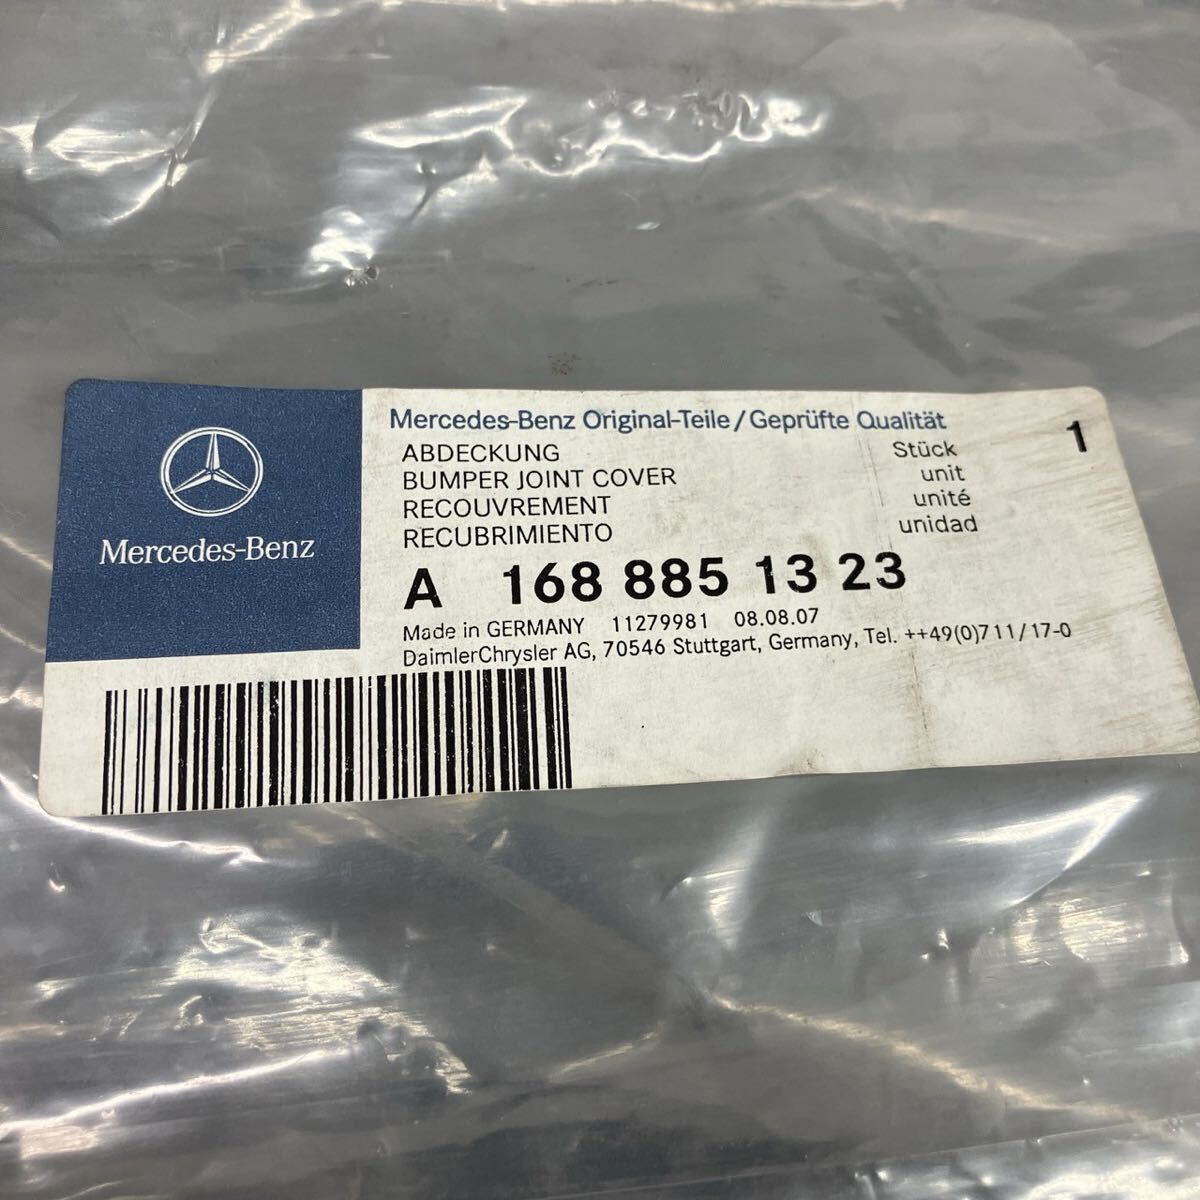 Mercedes-Benz
Mercedes-Benz Original-Teile/Geprüfte Qualität
ABDECKUNG Stück 1
BUMPER JOINT COVER unit
RECOUVREMENT unité
RECUBRIMIENTO unidad
A 168 885 13 23
Made in GERMANY 11279981 08.08.07
DaimlerChrysler AG, 70546 Stuttgart, Germany, Tel. ++49(0)711/17-0